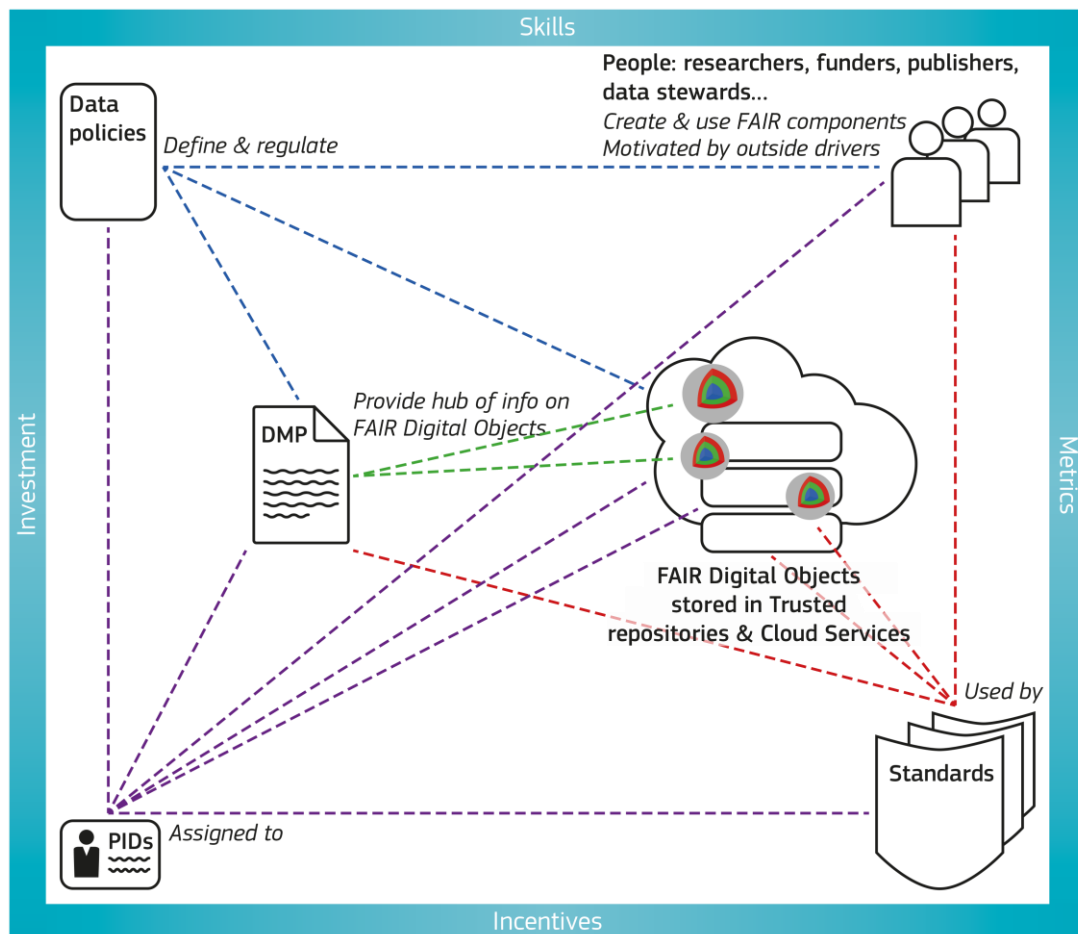 Skills
People: researchers, funders, publishers,
data stewards...
Create & use FAIR components
Motivated by outside drivers
Data
policies
Define & regulate
Investment
Metrics
Provide hub of info on
FAIR Digital Objects
DMP
FAIR Digital Objects
stored in Trusted
repositories & Cloud Services
Used by
Standards
PIDs
Assigned to
Incentives